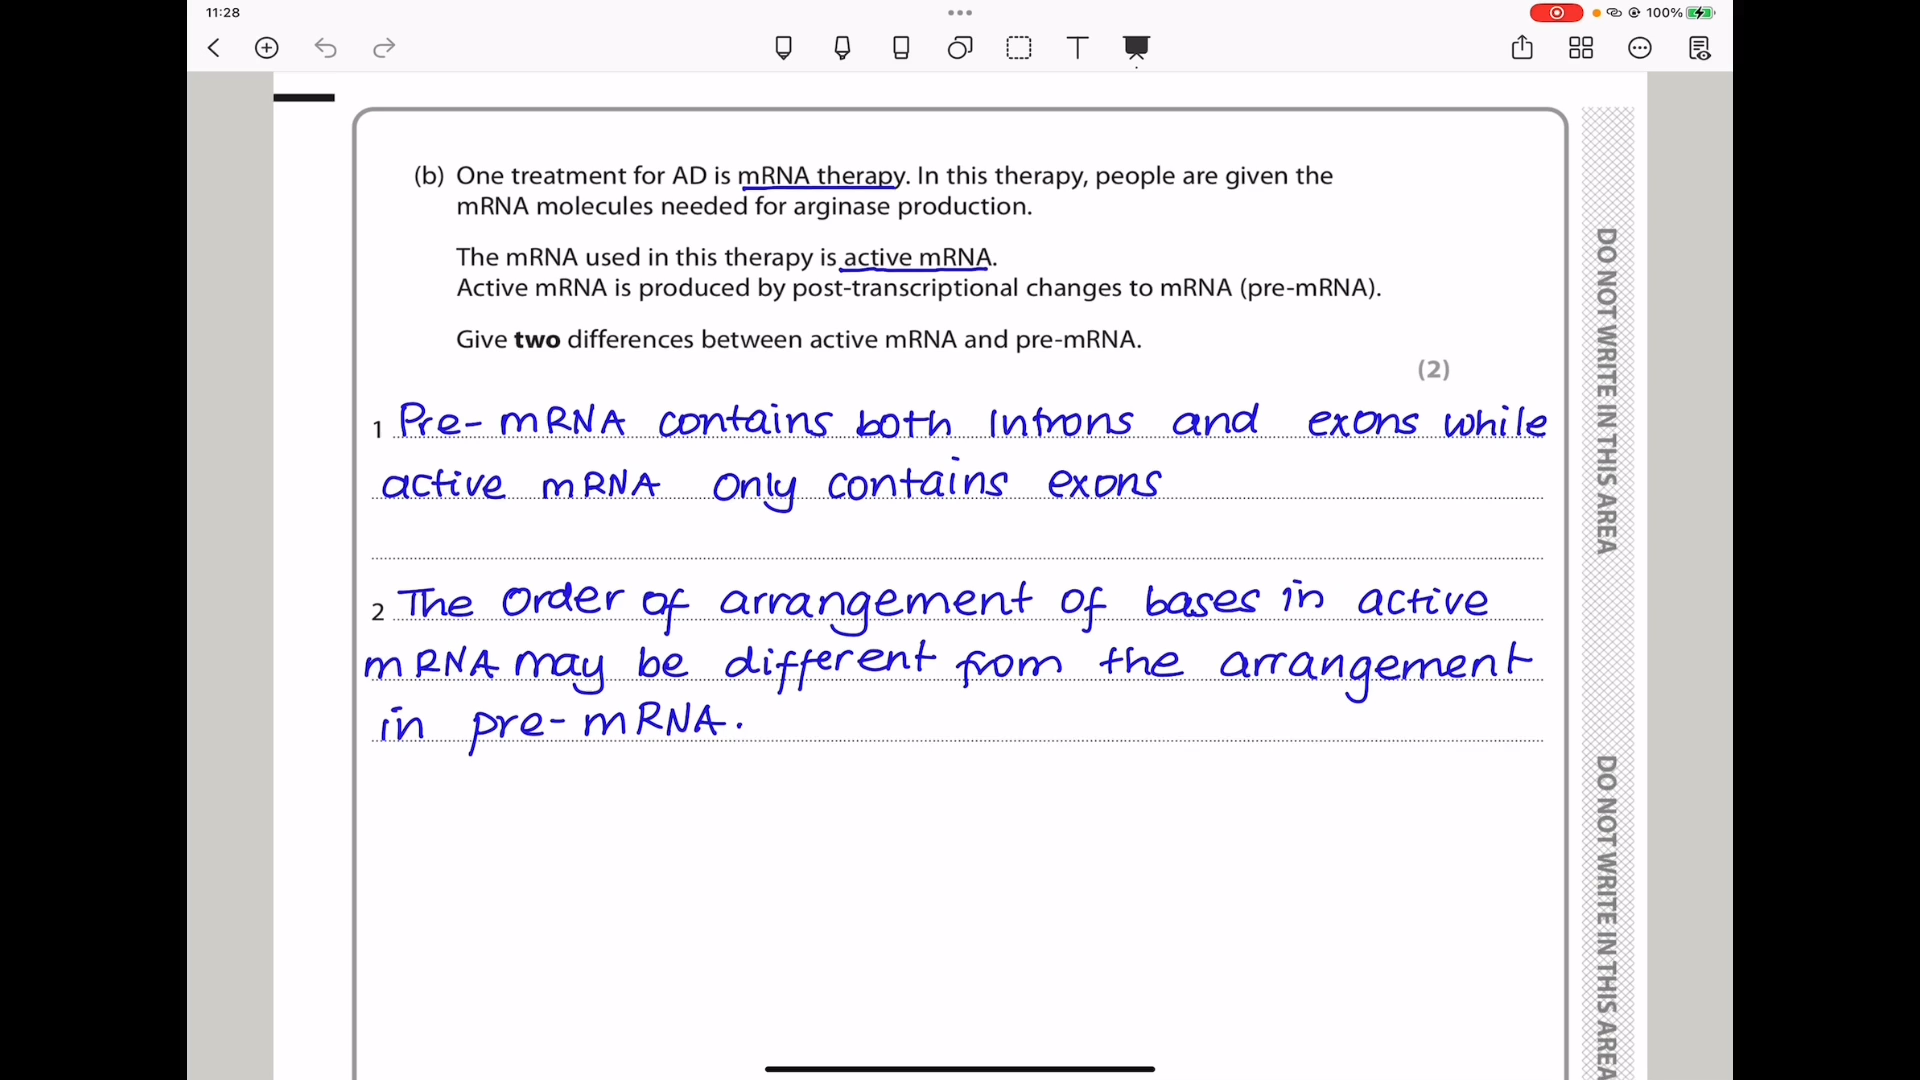 11:28
100%
(b) One treatment for AD is mRNA therapy. In this therapy, people are given the
mRNA molecules needed for arginase production.
The mRNA used in this therapy is active mRNA.
Active mRNA is produced by post-transcriptional changes to mRNA (pre-mRNA).
Give two differences between active mRNA and pre-mRNA.
(2)
1 Pre-mRNA contains both Introns and exons while
active mRNA only contains exons
2 The order of arrangement of bases in active
mRNA may be different from the arrangement
in pre-mRNA.
DO NOT WRITE IN THIS AREA
DO NOT WRITE IN THIS AREA